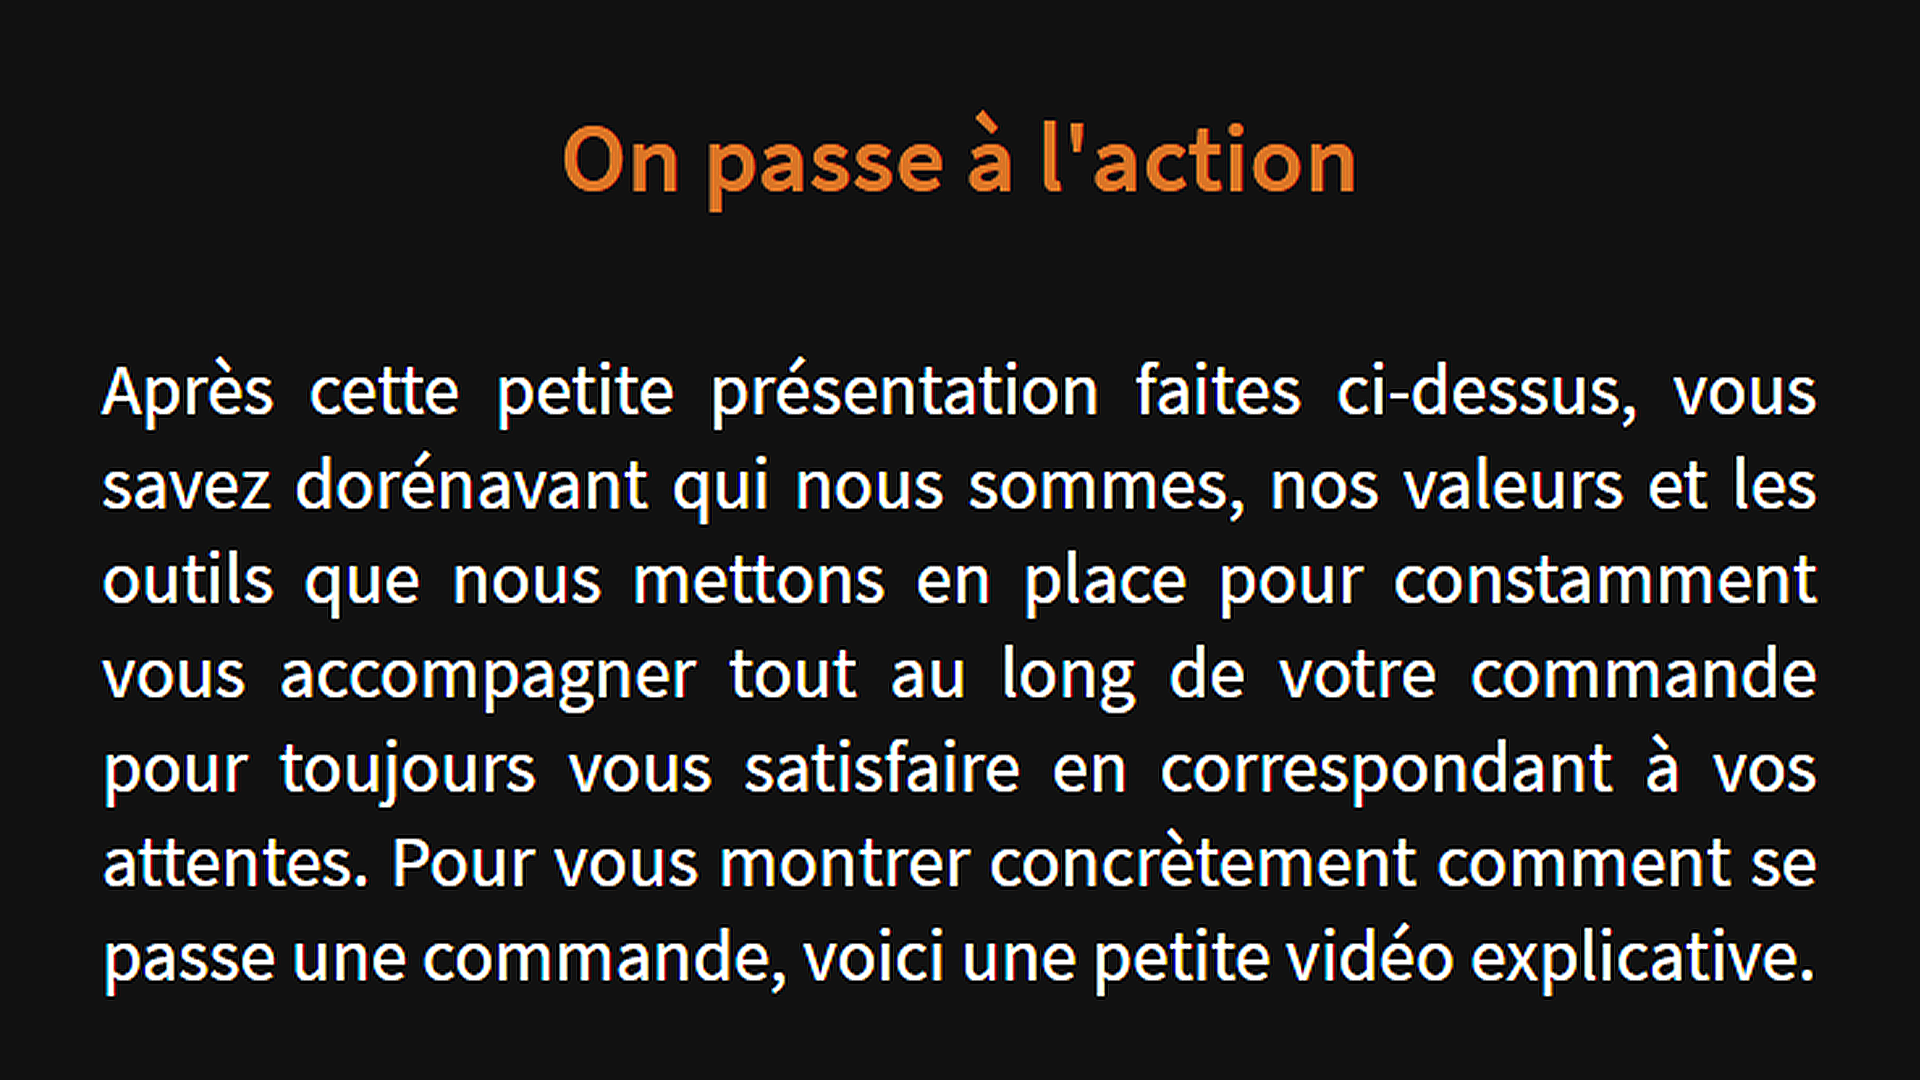 On passe à l'action
Après cette petite présentation faites ci-dessus, vous
savez dorénavant qui nous sommes, nos valeurs et les
outils que nous mettons en place pour constamment
vous accompagner tout au long de votre commande
pour toujours vous satisfaire en correspondant à vos
attentes. Pour vous montrer concrètement comment se
passe une commande, voici une petite vidéo explicative.